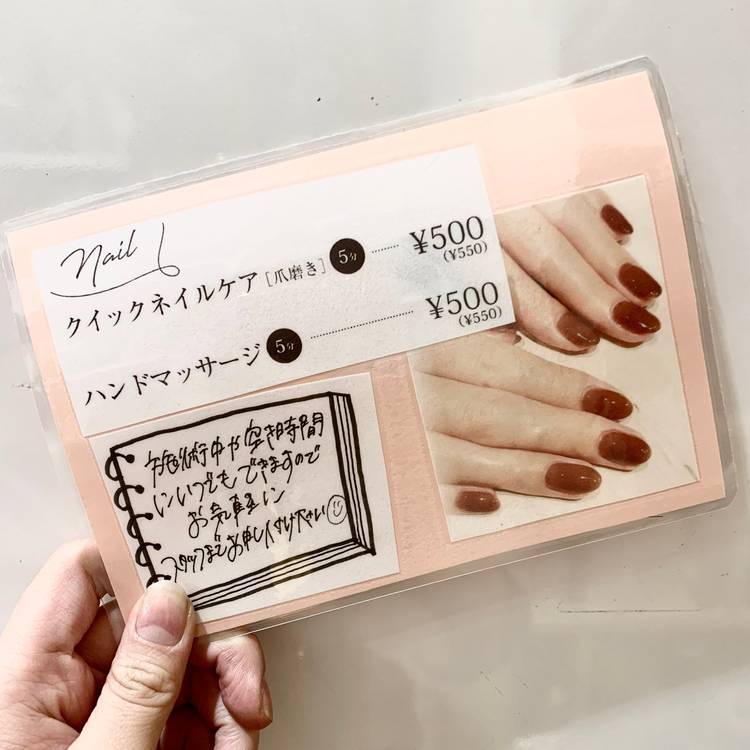 nail
クイックネイルケア[爪磨き] 5分 ¥500
(¥550)
ハンドマッサージ 5分 ¥500
(¥550)
施術中や空き時間
にいつでもできますので
お気軽に
スタッフまでお申し付け下さい